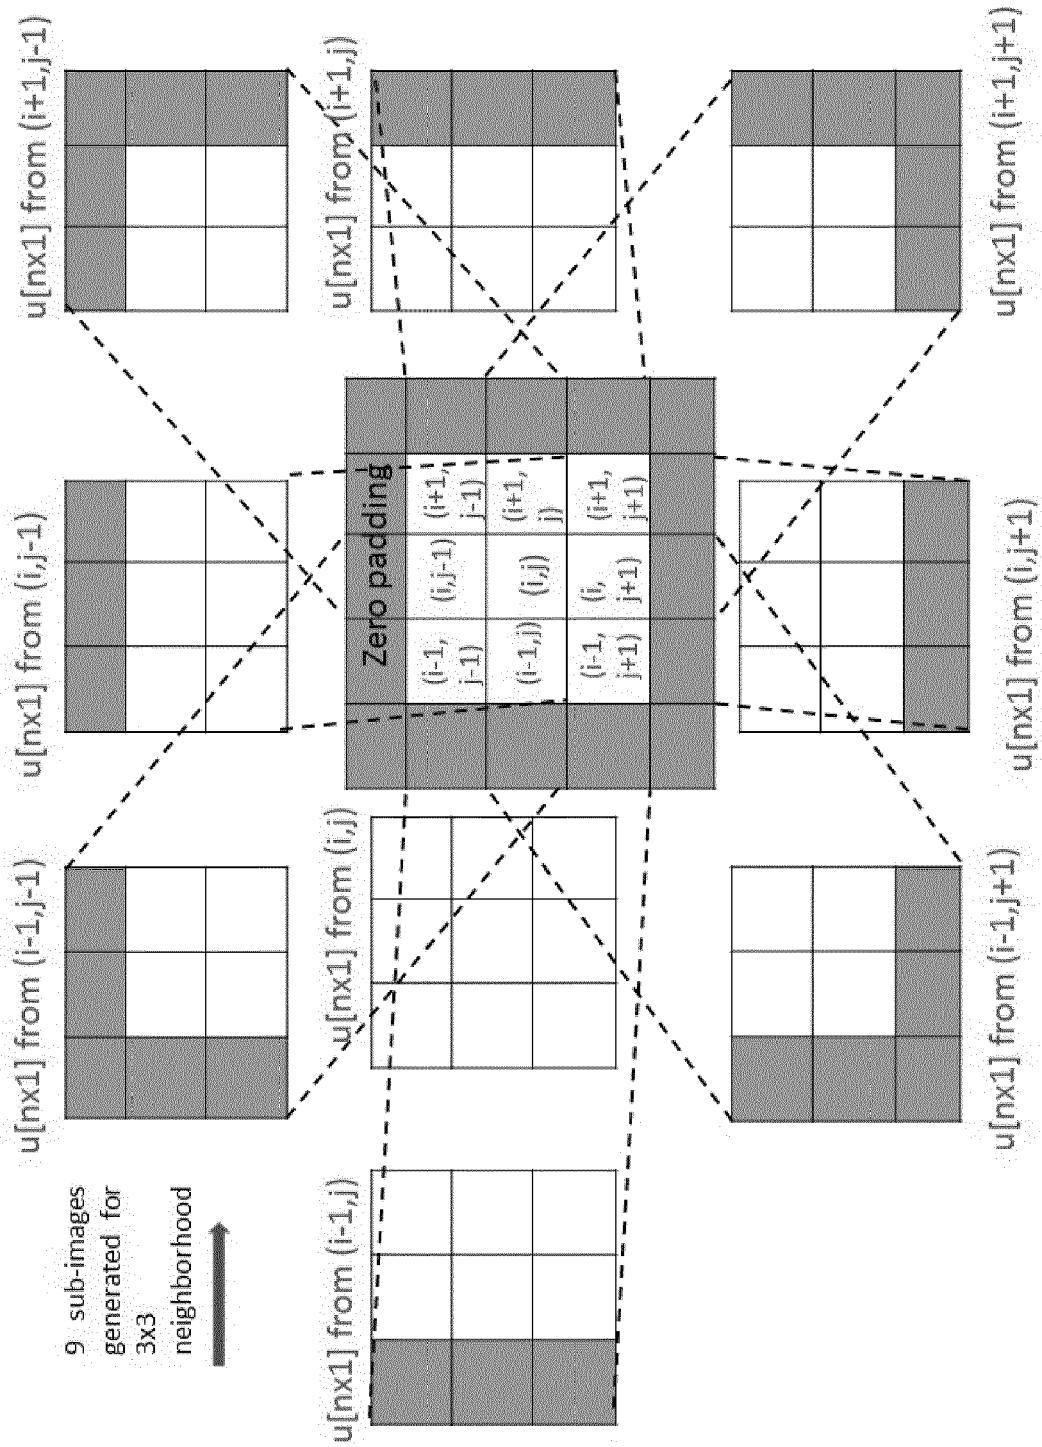 9 sub-images
generated for
3x3
neighborhood
u[nx1] from (i-1,j-1)
u[nx1] from (i,j-1)
u[nx1] from (i+1,j-1)
u[nx1] from (i-1,j)
u[nx1] from (i,j)
u[nx1] from (i+1,j)
Zero padding
(i-1,
j-1)
(i,j-1)
(i+1,
j-1)
(i-1,j)
(i,j)
(i+1,
j)
(i-1,
j+1)
(i,
j+1)
(i+1,
j+1)
u[nx1] from (i-1,j+1)
u[nx1] from (i,j+1)
u[nx1] from (i+1,j+1)